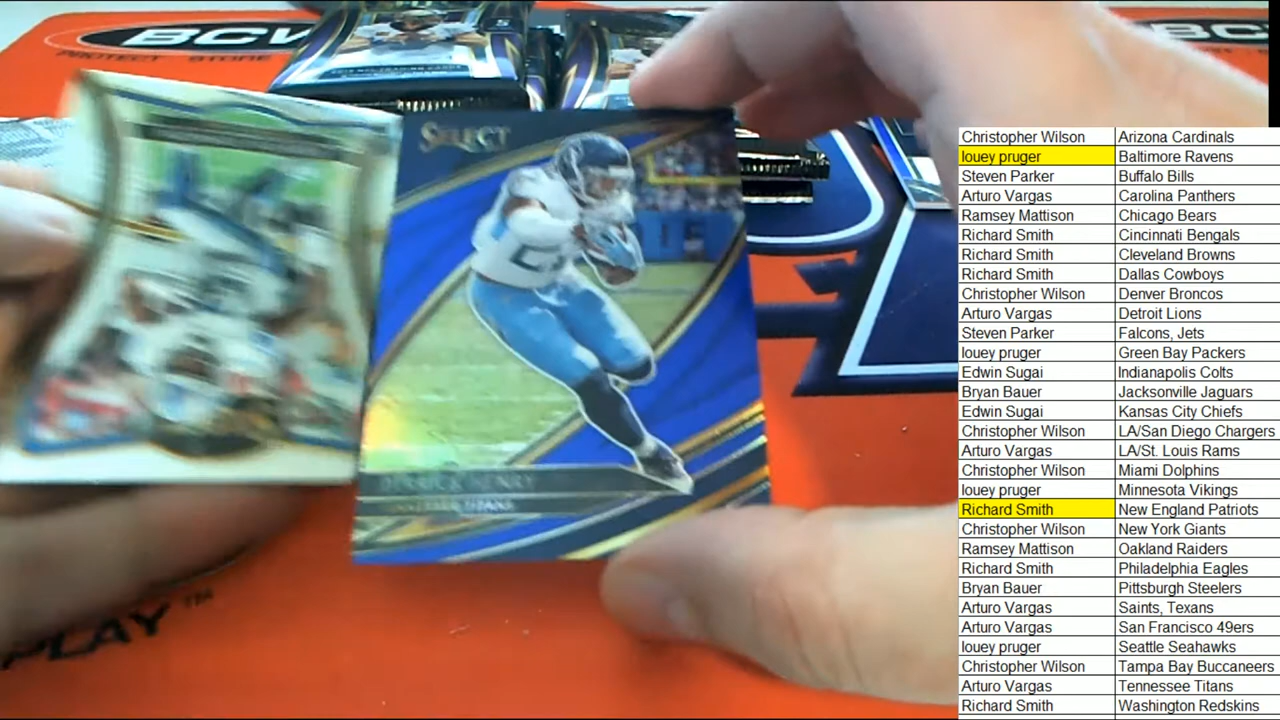 BCW
PROTECT STORE
BC
SELECT
Christopher Wilson Arizona Cardinals
louey pruger Baltimore Ravens
Steven Parker Buffalo Bills
Arturo Vargas Carolina Panthers
Ramsey Mattison Chicago Bears
Richard Smith Cincinnati Bengals
Richard Smith Cleveland Browns
Richard Smith Dallas Cowboys
Christopher Wilson Denver Broncos
Arturo Vargas Detroit Lions
Steven Parker Falcons, Jets
louey pruger Green Bay Packers
Edwin Sugai Indianapolis Colts
Bryan Bauer Jacksonville Jaguars
Edwin Sugai Kansas City Chiefs
Christopher Wilson LA/San Diego Chargers
Arturo Vargas LA/St. Louis Rams
Christopher Wilson Miami Dolphins
louey pruger Minnesota Vikings
Richard Smith New England Patriots
Christopher Wilson New York Giants
Ramsey Mattison Oakland Raiders
Richard Smith Philadelphia Eagles
Bryan Bauer Pittsburgh Steelers
Arturo Vargas Saints, Texans
Arturo Vargas San Francisco 49ers
louey pruger Seattle Seahawks
Christopher Wilson Tampa Bay Buccaneers
Arturo Vargas Tennessee Titans
Richard Smith Washington Redskins
PLAY™